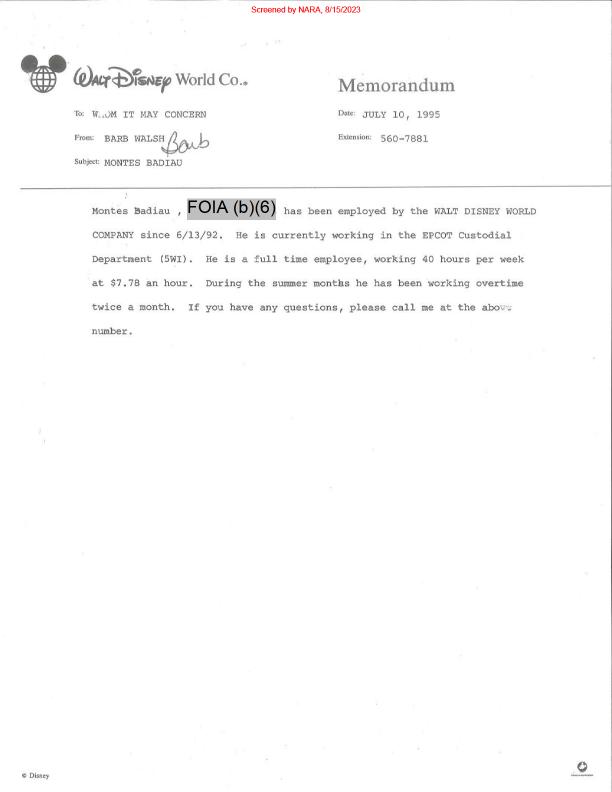 Screened by NARA, 8/15/2023
Walt Disney World Co.
Memorandum
To: W..OM IT MAY CONCERN
Date: JULY 10, 1995
From: BARB WALSH Barb
Extension: 560-7881
Subject: MONTES BADIAU
Montes Badiau , FOIA (b)(6) has been employed by the WALT DISNEY WORLD
COMPANY since 6/13/92. He is currently working in the EPCOT Custodial
Department (5WI). He is a full time employee, working 40 hours per week
at $7.78 an hour. During the summer months he has been working overtime
twice a month. If you have any questions, please call me at the above
number.
© Disney